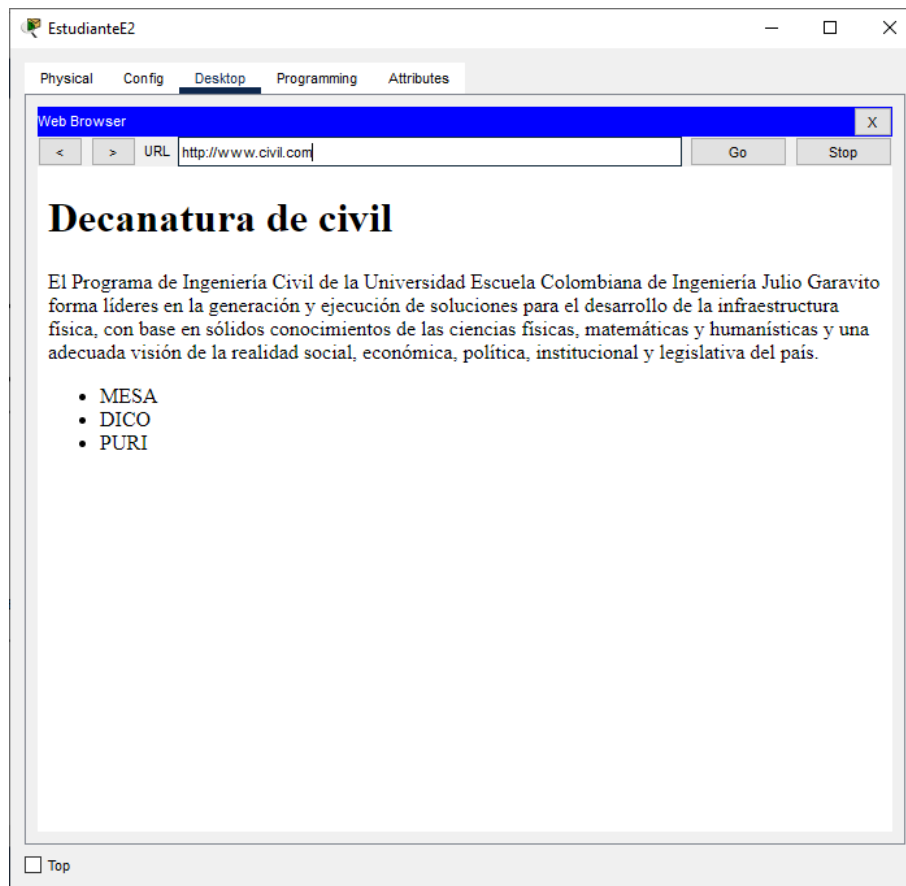 EstudianteE2
Physical Config Desktop Programming Attributes
Web Browser X
< > URL http://www.civil.com Go Stop
Decanatura de civil
El Programa de Ingeniería Civil de la Universidad Escuela Colombiana de Ingeniería Julio Garavito
forma líderes en la generación y ejecución de soluciones para el desarrollo de la infraestructura
física, con base en sólidos conocimientos de las ciencias físicas, matemáticas y humanísticas y una
adecuada visión de la realidad social, económica, política, institucional y legislativa del país.
• MESA
• DICO
• PURI
Top